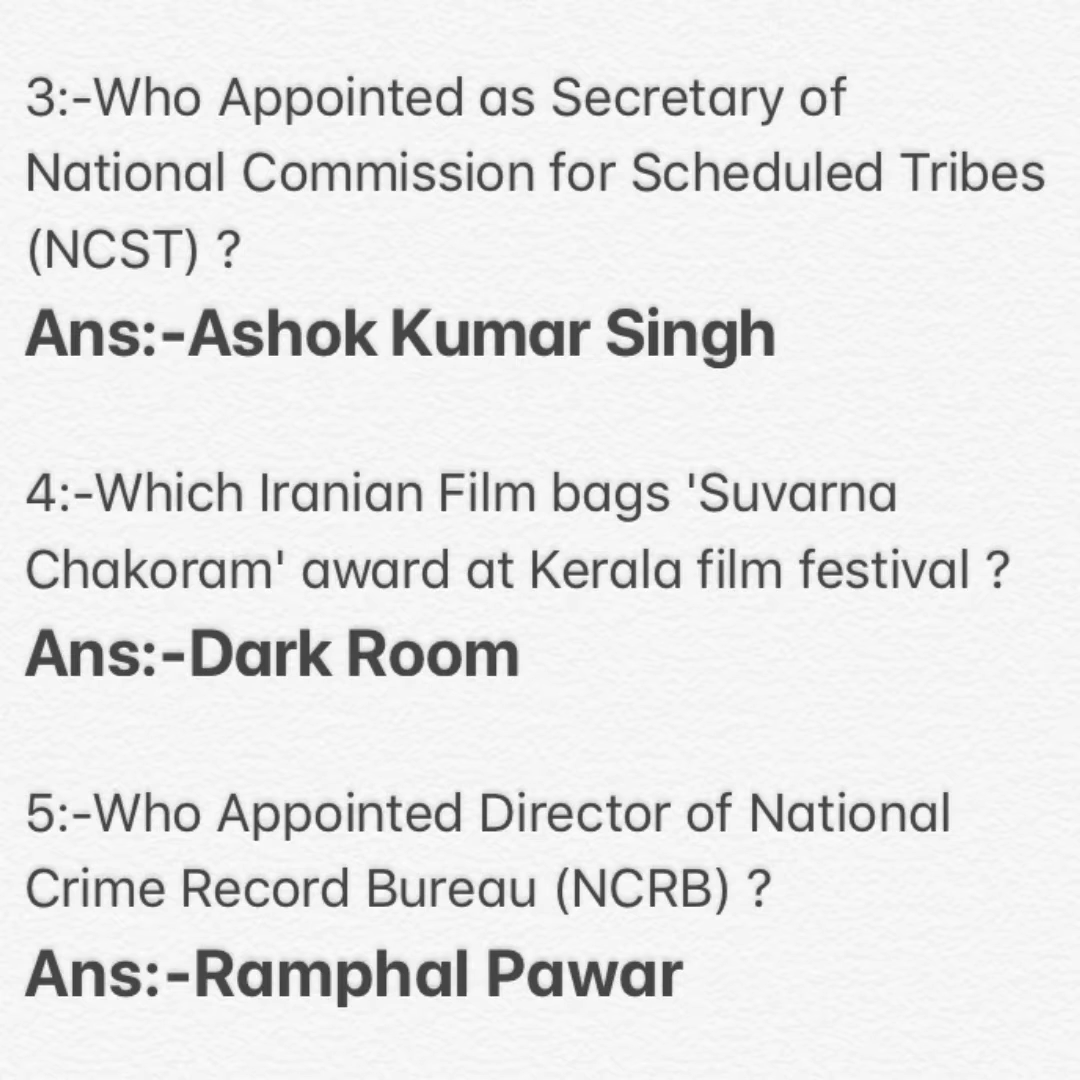 3:-Who Appointed as Secretary of
National Commission for Scheduled Tribes
(NCST) ?
Ans:-Ashok Kumar Singh
4:-Which Iranian Film bags 'Suvarna
Chakoram' award at Kerala film festival ?
Ans:-Dark Room
5:-Who Appointed Director of National
Crime Record Bureau (NCRB) ?
Ans:-Ramphal Pawar